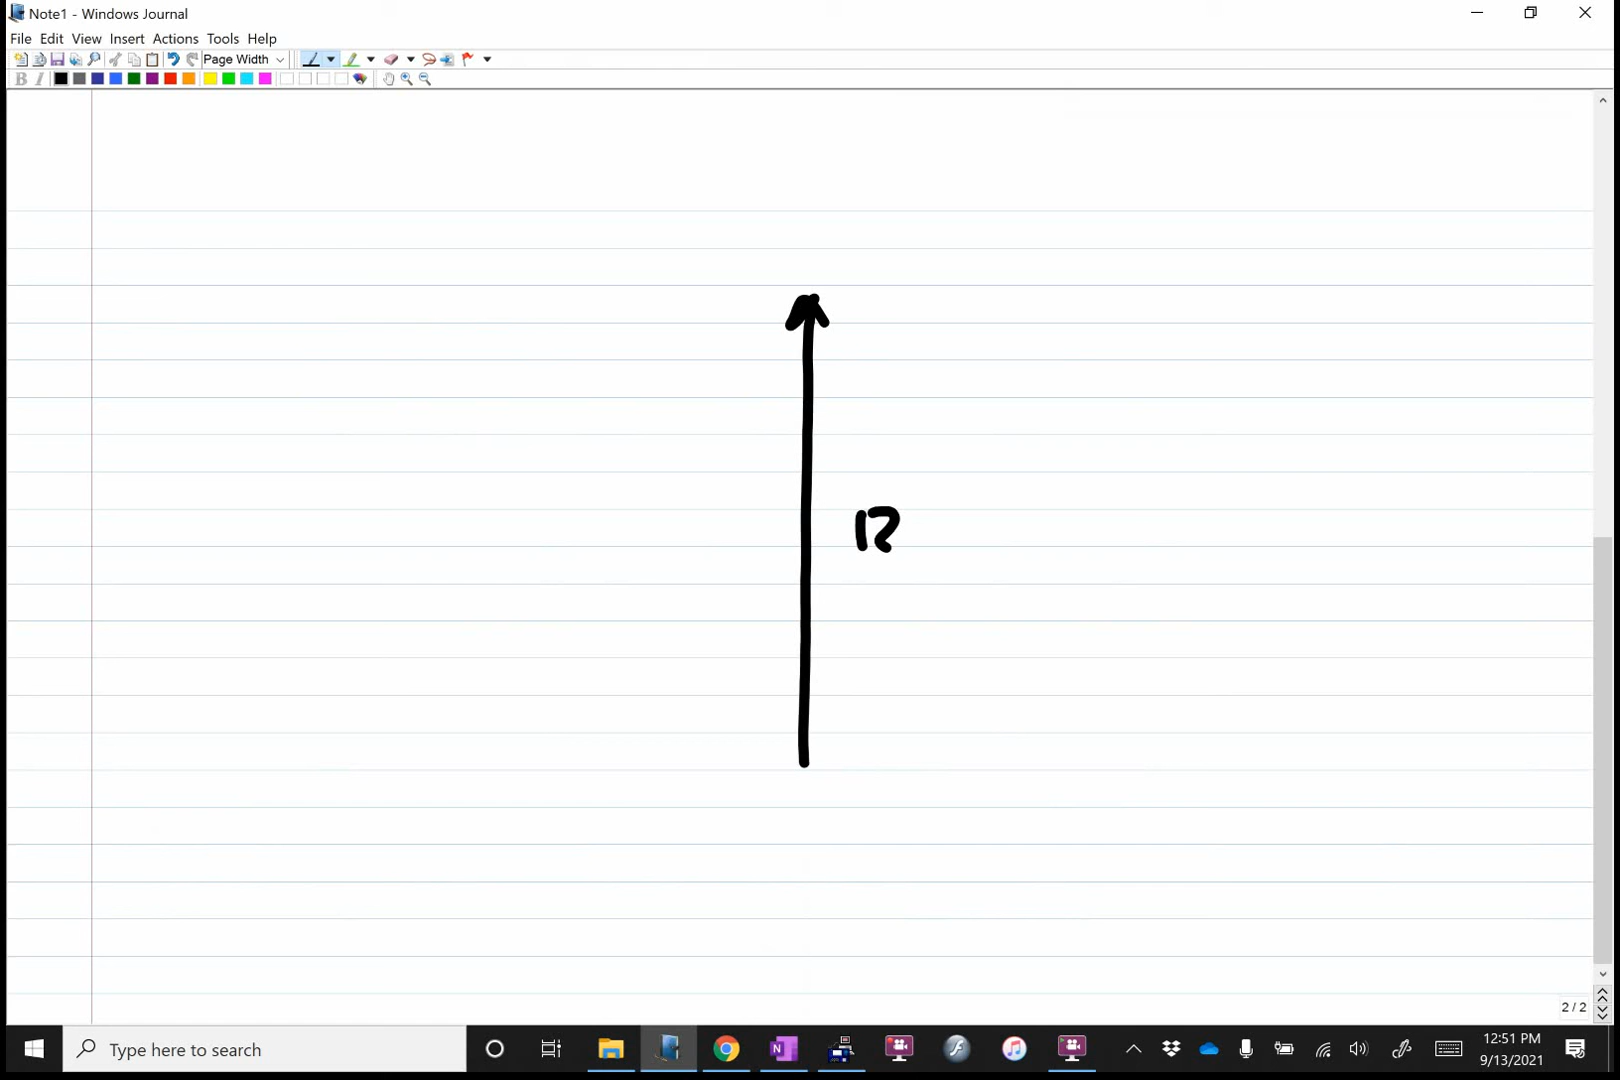 Note1 - Windows Journal
File Edit View Insert Actions Tools Help
Page Width
B I
12
2 / 2
Type here to search
N
12:51 PM
9/13/2021